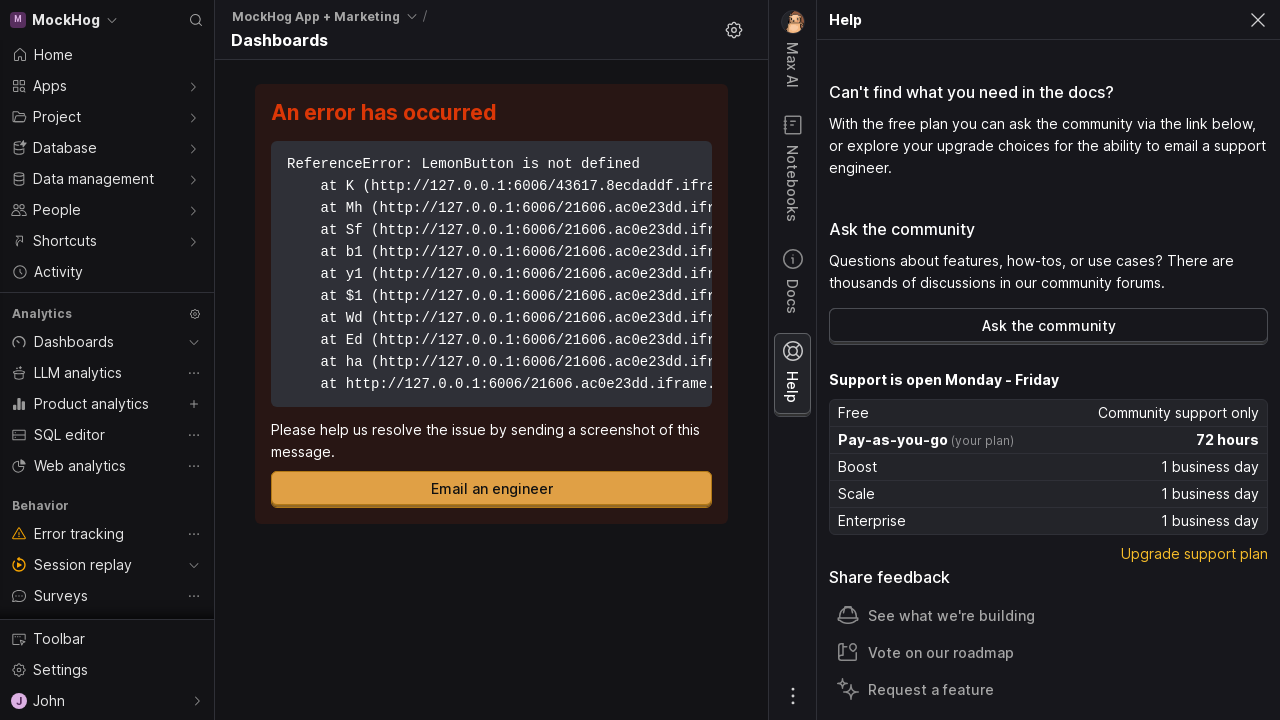 M MockHog
Home
Apps
Project
Database
Data management
People
Shortcuts
Activity
Analytics
Dashboards
LLM analytics
Product analytics
SQL editor
Web analytics
Behavior
Error tracking
Session replay
Surveys
Toolbar
Settings
J John
MockHog App + Marketing /
Dashboards
An error has occurred
ReferenceError: LemonButton is not defined
at K (http://127.0.0.1:6006/43617.8ecdaddf.ifra
at Mh (http://127.0.0.1:6006/21606.ac0e23dd.ifr
at Sf (http://127.0.0.1:6006/21606.ac0e23dd.ifr
at b1 (http://127.0.0.1:6006/21606.ac0e23dd.ifr
at y1 (http://127.0.0.1:6006/21606.ac0e23dd.ifr
at $1 (http://127.0.0.1:6006/21606.ac0e23dd.ifr
at Wd (http://127.0.0.1:6006/21606.ac0e23dd.ifr
at Ed (http://127.0.0.1:6006/21606.ac0e23dd.ifr
at ha (http://127.0.0.1:6006/21606.ac0e23dd.ifr
at http://127.0.0.1:6006/21606.ac0e23dd.iframe.
Please help us resolve the issue by sending a screenshot of this
message.
Email an engineer
Max AI
Notebooks
Docs
Help
Help
Can't find what you need in the docs?
With the free plan you can ask the community via the link below,
or explore your upgrade choices for the ability to email a support
engineer.
Ask the community
Questions about features, how-tos, or use cases? There are
thousands of discussions in our community forums.
Ask the community
Support is open Monday - Friday
Free Community support only
Pay-as-you-go (your plan) 72 hours
Boost 1 business day
Scale 1 business day
Enterprise 1 business day
Upgrade support plan
Share feedback
See what we're building
Vote on our roadmap
Request a feature